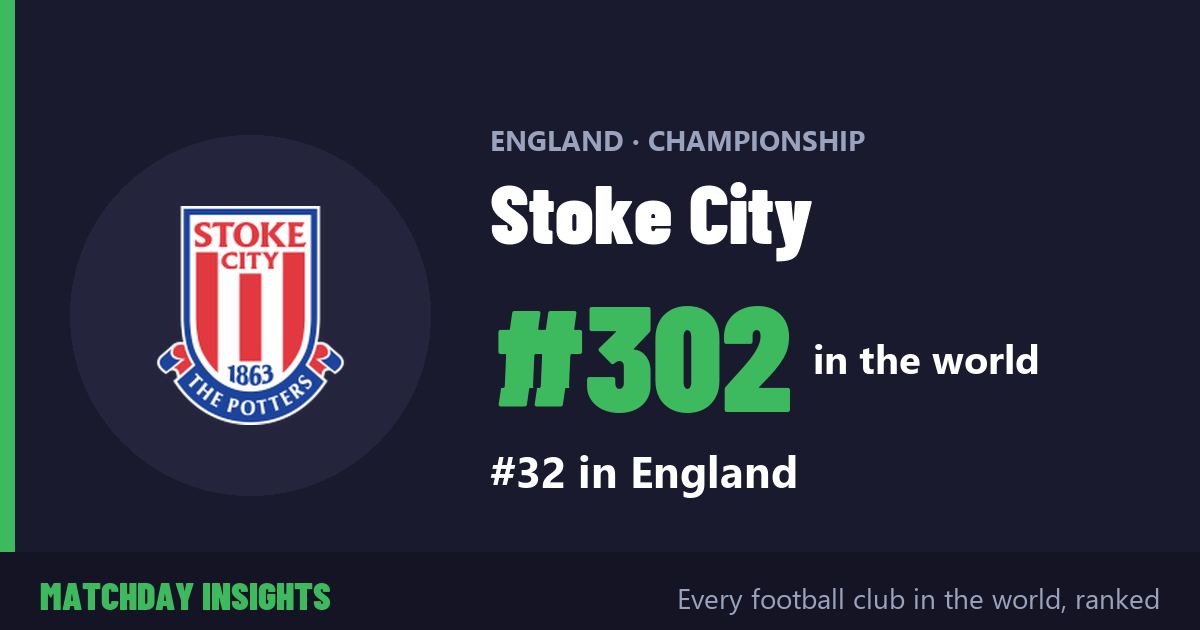 ENGLAND · CHAMPIONSHIP
Stoke City
STOKE
CITY
1863
THE POTTERS
#302 in the world
#32 in England
MATCHDAY INSIGHTS
Every football club in the world, ranked